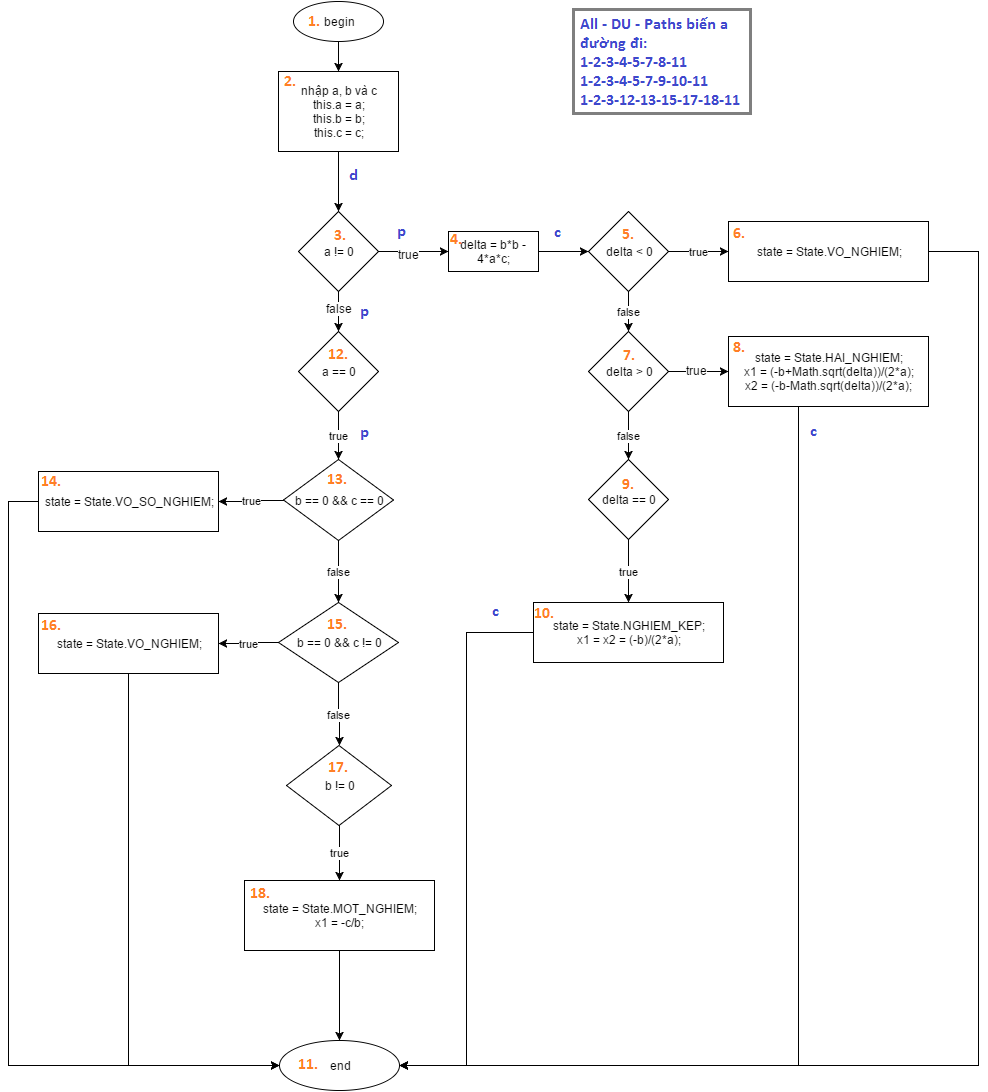 1. begin
All - DU - Paths biến a
đường đi:
1-2-3-4-5-7-8-11
1-2-3-4-5-7-9-10-11
1-2-3-12-13-15-17-18-11
2.
nhập a, b và c
this.a = a;
this.b = b;
this.c = c;
d
3.
a != 0
p
true
4.
delta = b*b -
4*a*c;
c
5.
delta < 0
true
6.
state = State.VO_NGHIEM;
false
p
false
12.
a == 0
7.
delta > 0
true
8.
state = State.HAI_NGHIEM;
x1 = (-b+Math.sqrt(delta))/(2*a);
x2 = (-b-Math.sqrt(delta))/(2*a);
true
p
false
c
13.
b == 0 && c == 0
true
14.
state = State.VO_SO_NGHIEM;
9.
delta == 0
false
true
15.
b == 0 && c != 0
true
16.
state = State.VO_NGHIEM;
c
10.
state = State.NGHIEM_KEP;
x1 = x2 = (-b)/(2*a);
false
17.
b != 0
true
18.
state = State.MOT_NGHIEM;
x1 = -c/b;
11. end